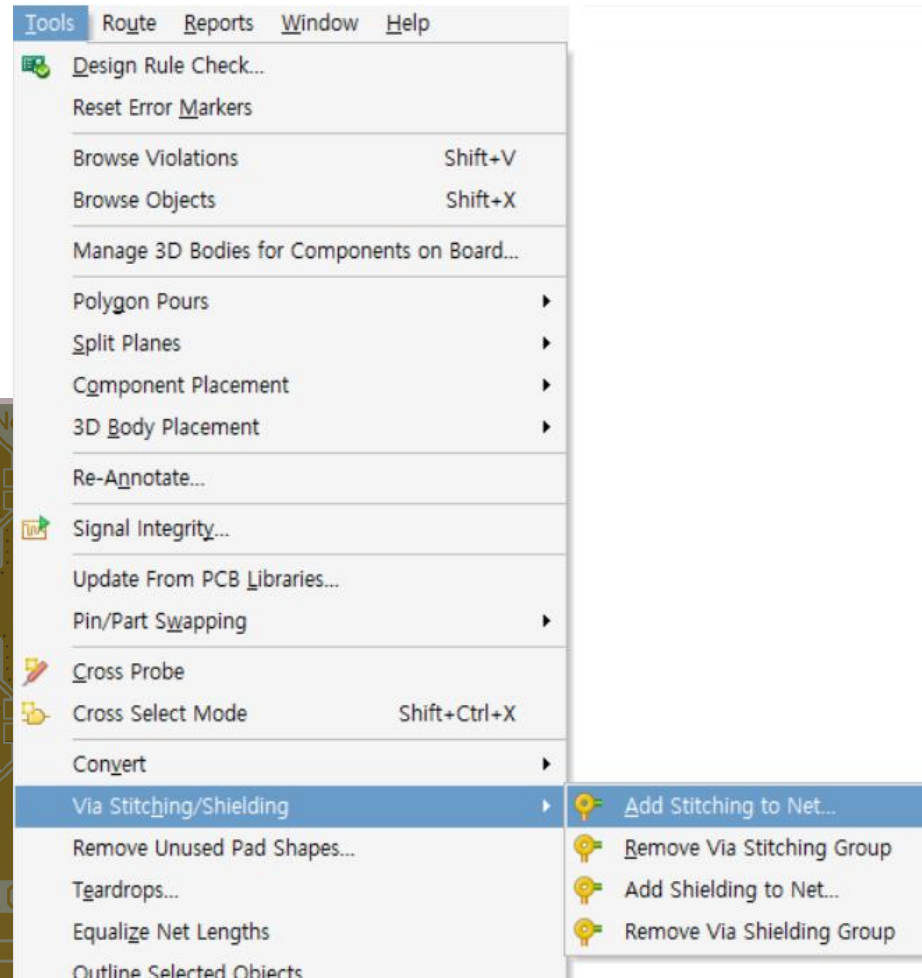 Tools Route Reports Window Help
Design Rule Check...
Reset Error Markers
Browse Violations Shift+V
Browse Objects Shift+X
Manage 3D Bodies for Components on Board...
Polygon Pours
Split Planes
Component Placement
3D Body Placement
Re-Annotate...
Signal Integrity...
Update From PCB Libraries...
Pin/Part Swapping
Cross Probe
Cross Select Mode Shift+Ctrl+X
Convert
Via Stitching/Shielding
Add Stitching to Net...
Remove Unused Pad Shapes...
Remove Via Stitching Group
Teardrops...
Add Shielding to Net...
Equalize Net Lengths
Remove Via Shielding Group
Outline Selected Objects